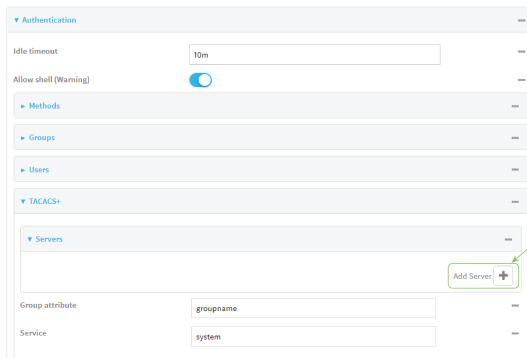 Authentication
Idle timeout
10m
Allow shell (Warning)
Methods
Groups
Users
TACACS+
Servers
Add Server
Group attribute
groupname
Service
system